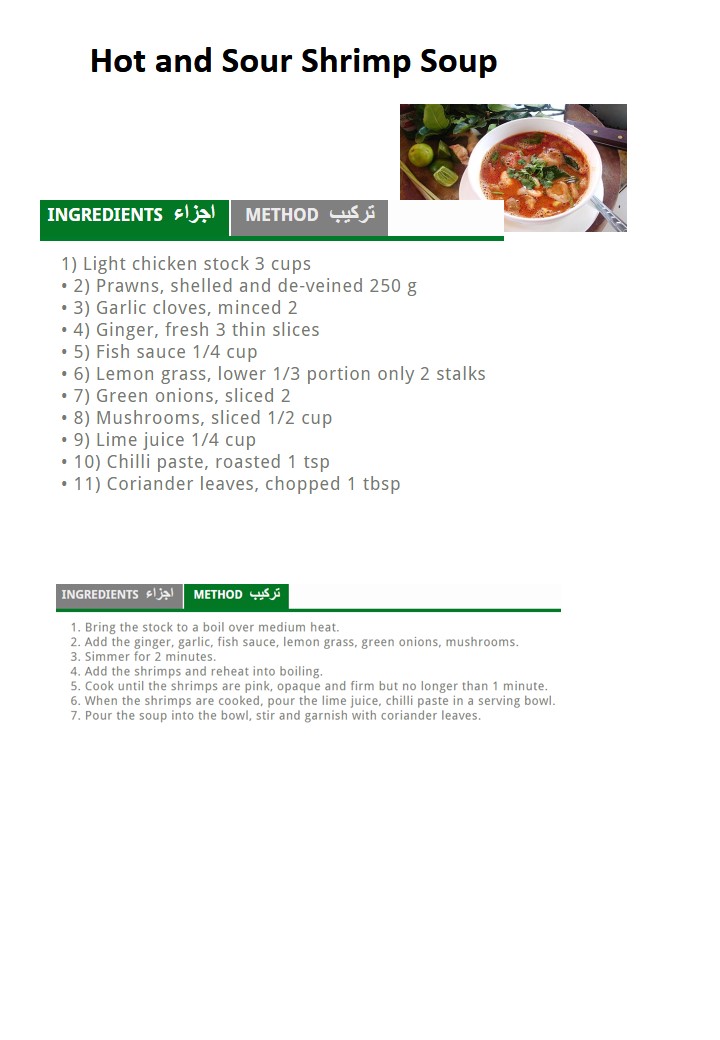 Hot and Sour Shrimp Soup
INGREDIENTS اجزاء METHOD ترکیب
1) Light chicken stock 3 cups
• 2) Prawns, shelled and de-veined 250 g
• 3) Garlic cloves, minced 2
• 4) Ginger, fresh 3 thin slices
• 5) Fish sauce 1/4 cup
• 6) Lemon grass, lower 1/3 portion only 2 stalks
• 7) Green onions, sliced 2
• 8) Mushrooms, sliced 1/2 cup
• 9) Lime juice 1/4 cup
• 10) Chilli paste, roasted 1 tsp
• 11) Coriander leaves, chopped 1 tbsp
INGREDIENTS اجزاء METHOD ترکیب
1. Bring the stock to a boil over medium heat.
2. Add the ginger, garlic, fish sauce, lemon grass, green onions, mushrooms.
3. Simmer for 2 minutes.
4. Add the shrimps and reheat into boiling.
5. Cook until the shrimps are pink, opaque and firm but no longer than 1 minute.
6. When the shrimps are cooked, pour the lime juice, chilli paste in a serving bowl.
7. Pour the soup into the bowl, stir and garnish with coriander leaves.